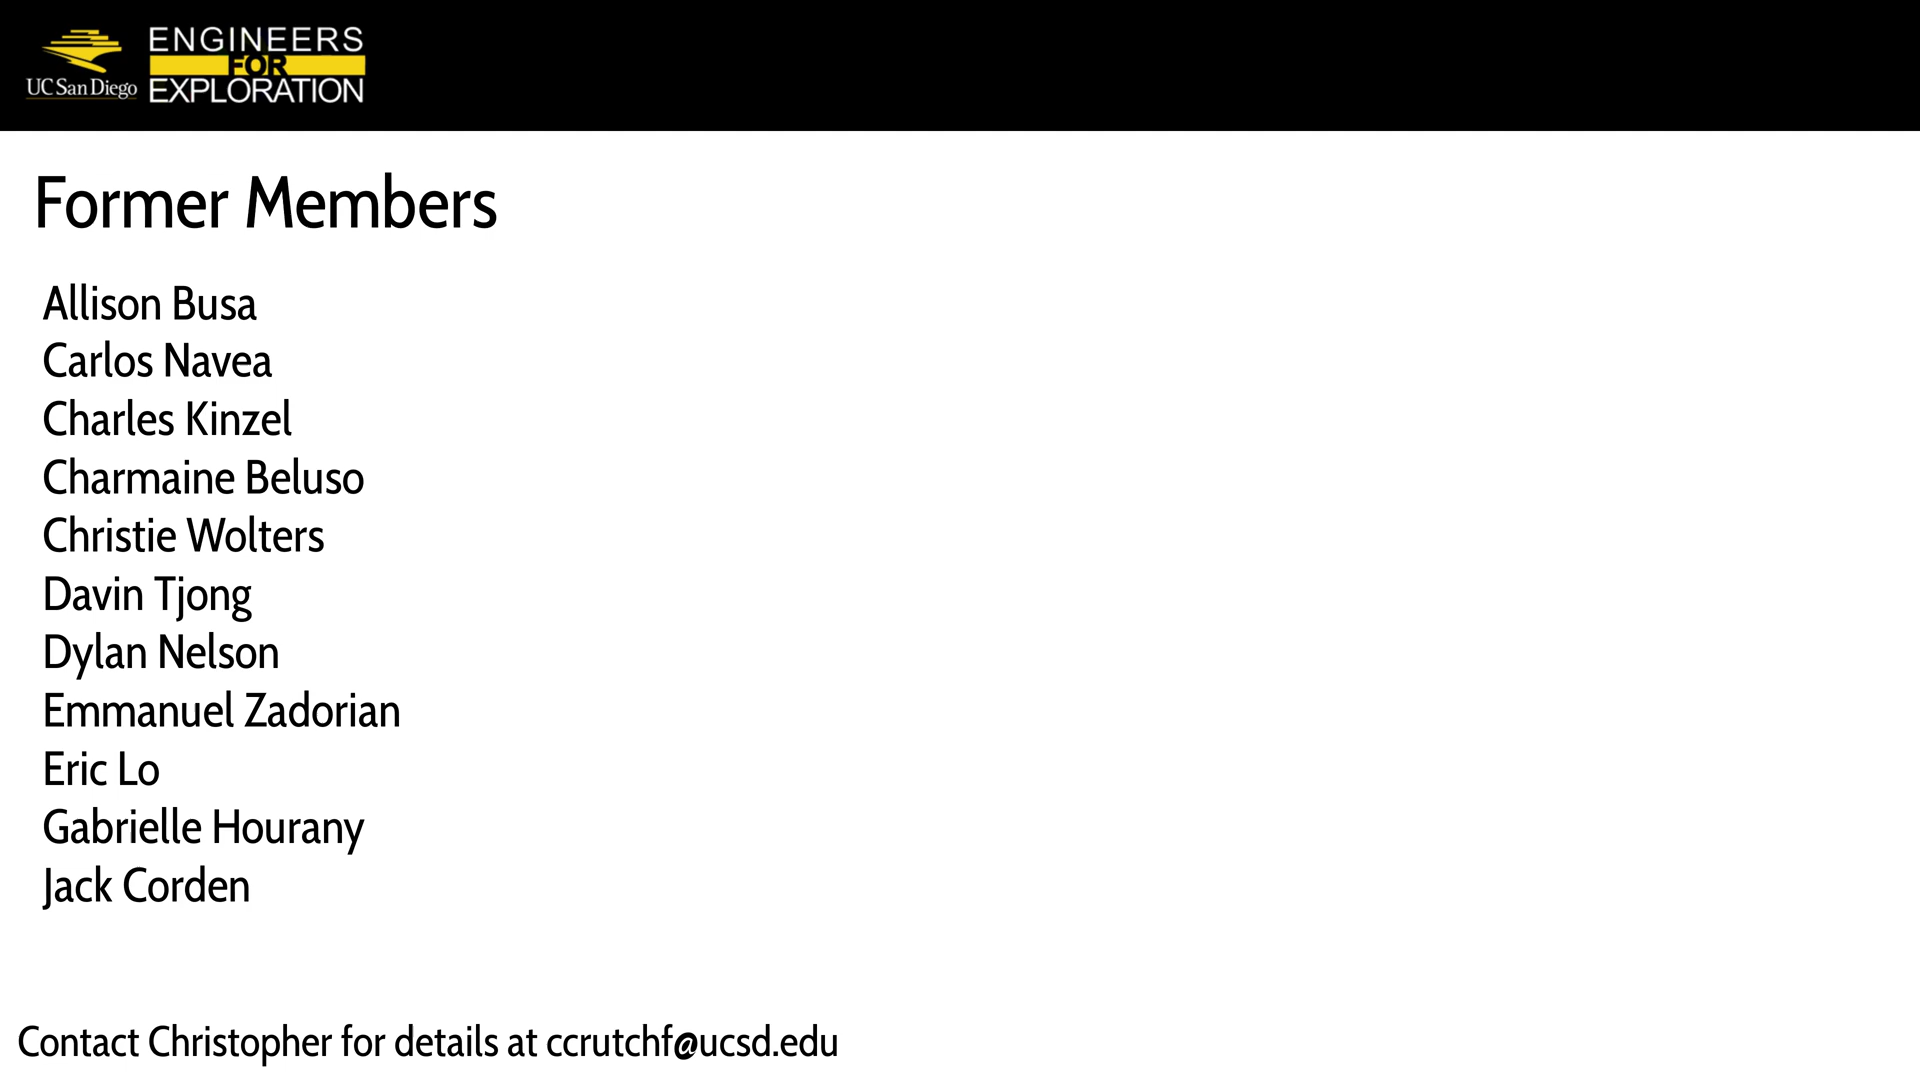 UC San Diego
ENGINEERS
FOR
EXPLORATION
Former Members
Allison Busa
Carlos Navea
Charles Kinzel
Charmaine Beluso
Christie Wolters
Davin Tjong
Dylan Nelson
Emmanuel Zadorian
Eric Lo
Gabrielle Hourany
Jack Corden
Contact Christopher for details at ccrutchf@ucsd.edu